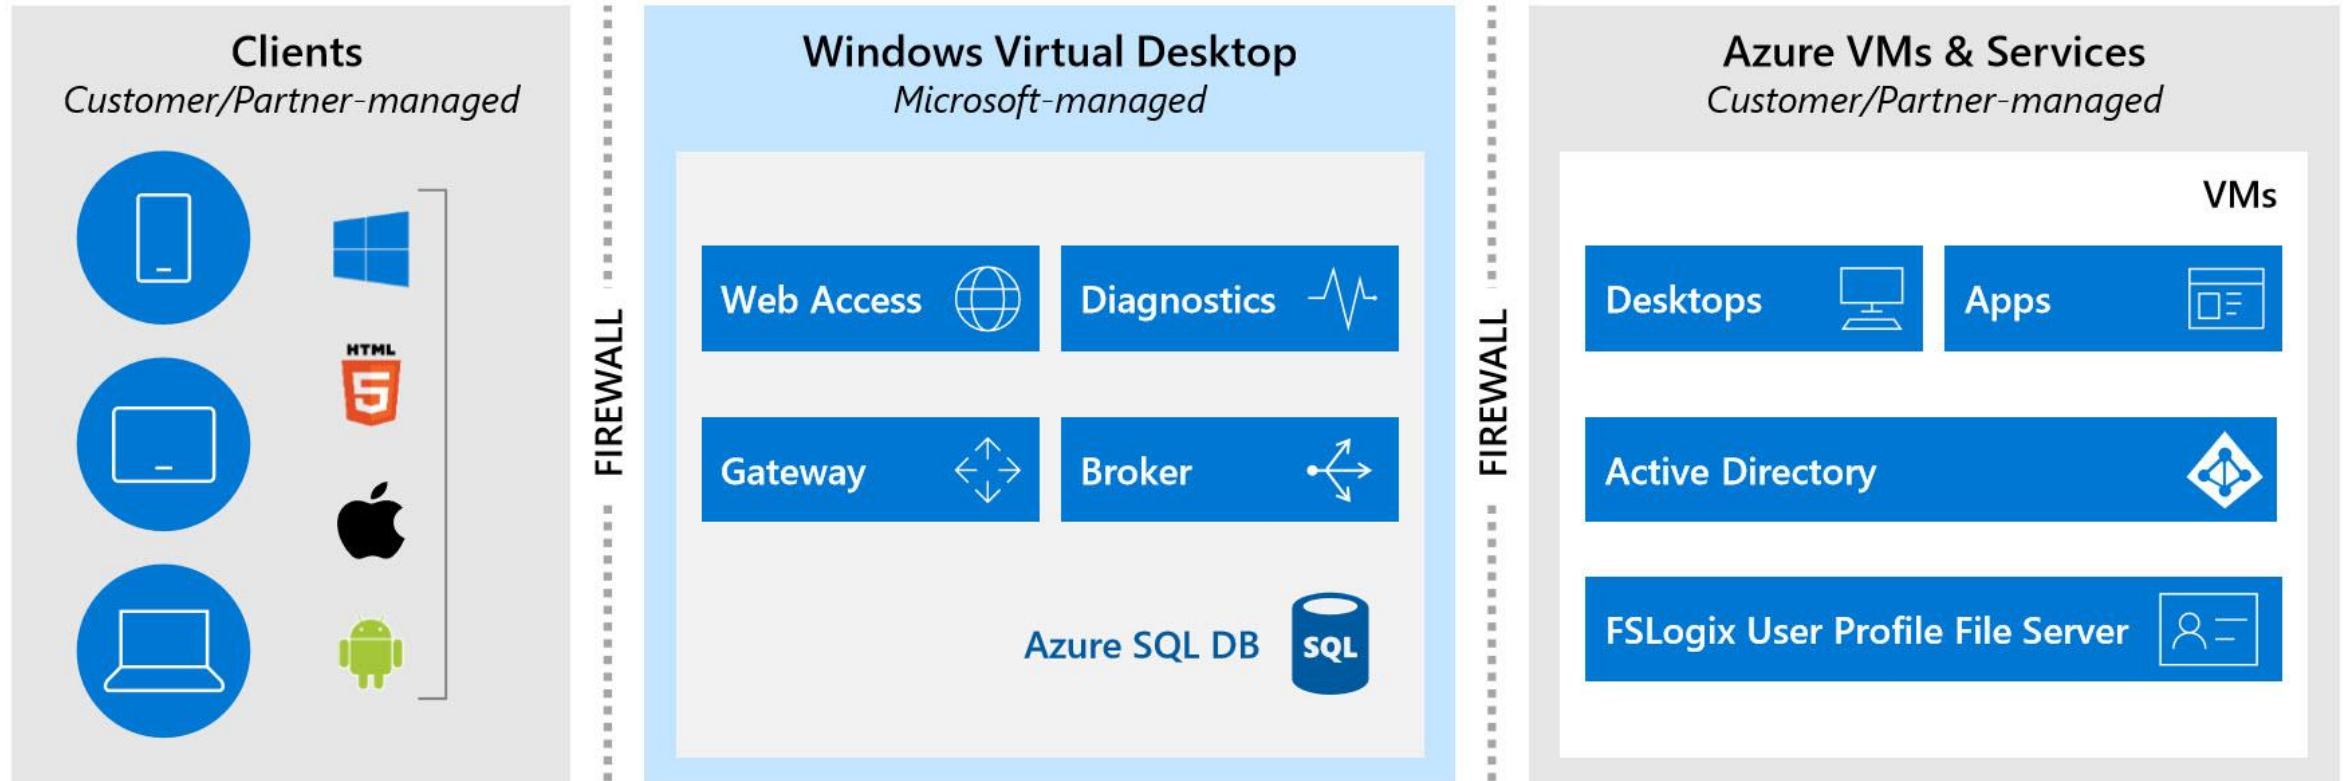 Clients
Customer/Partner-managed
HTML
5
FIREWALL
Windows Virtual Desktop
Microsoft-managed
Web Access
Diagnostics
Gateway
Broker
Azure SQL DB
SQL
FIREWALL
Azure VMs & Services
Customer/Partner-managed
VMs
Desktops
Apps
Active Directory
FSLogix User Profile File Server